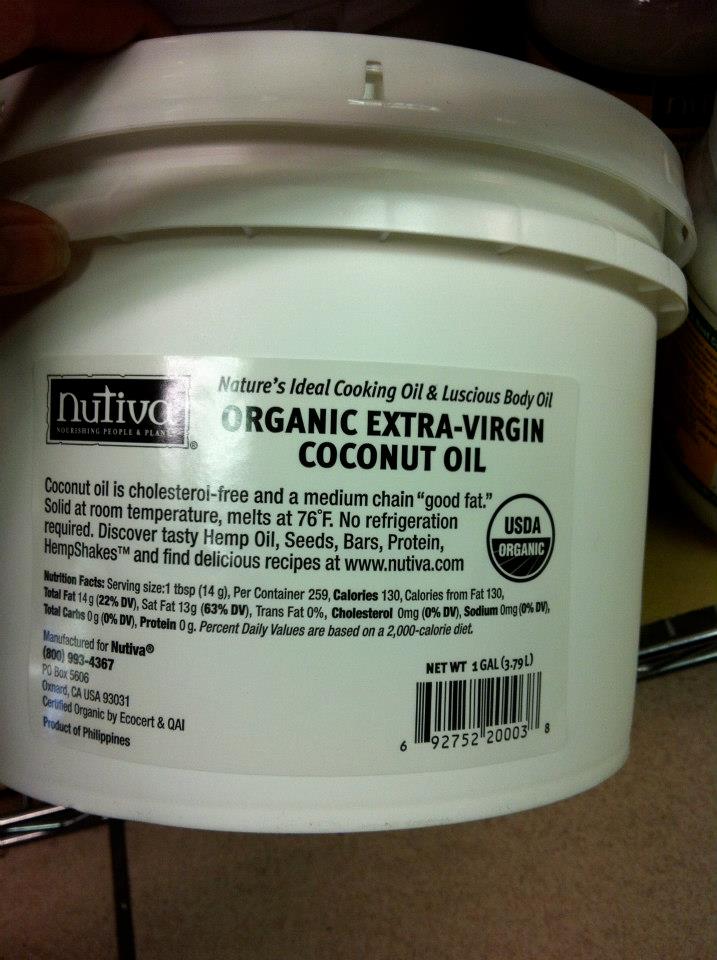 nutiva
NOURISHING PEOPLE & PLANET
®
Nature's Ideal Cooking Oil & Luscious Body Oil
ORGANIC EXTRA-VIRGIN
COCONUT OIL
Coconut oil is cholesterol-free and a medium chain "good fat."
Solid at room temperature, melts at 76°F. No refrigeration
required. Discover tasty Hemp Oil, Seeds, Bars, Protein,
HempShakes™ and find delicious recipes at www.nutiva.com
USDA
ORGANIC
Nutrition Facts: Serving size:1 tbsp (14 g), Per Container 259, Calories 130, Calories from Fat 130,
Total Fat 14 g (22% DV), Sat Fat 13g (63% DV), Trans Fat 0%, Cholesterol 0mg (0% DV), Sodium 0mg (0% DV),
Total Carbs 0 g (0% DV), Protein 0 g. Percent Daily Values are based on a 2,000-calorie diet.
Manufactured for Nutiva®
(800) 993-4367
PO Box 5606
Oxnard, CA USA 93031
Certified Organic by Ecocert & QAI
Product of Philippines
NET WT 1 GAL (3.79 L)
6 92752 20003 8